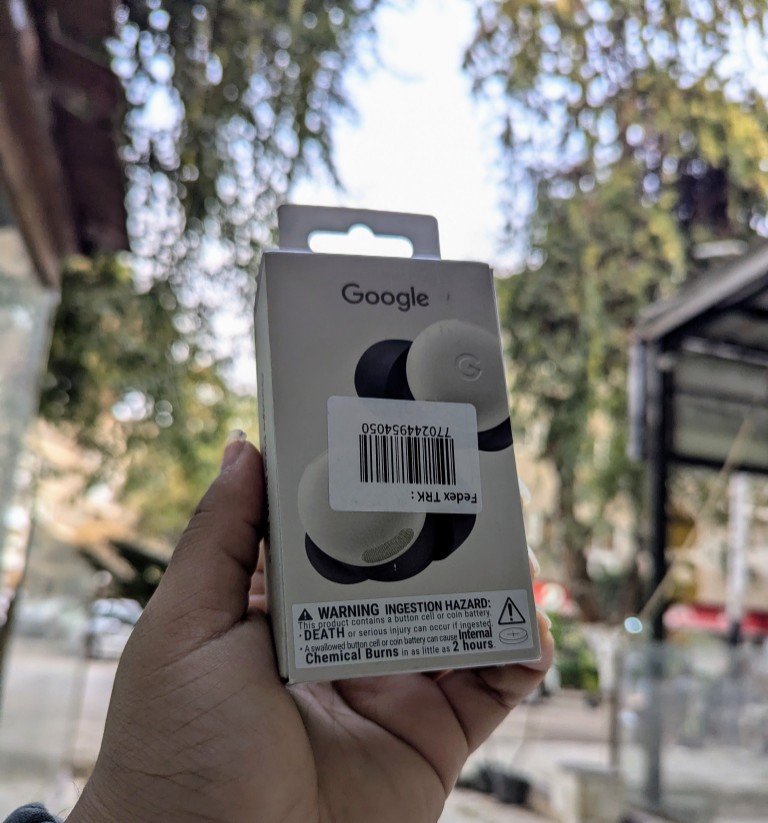 Google
G
Fedex TRK :
770244954050
WARNING INGESTION HAZARD:
This product contains a button cell or coin battery.
· DEATH or serious injury can occur if ingested.
· A swallowed button cell or coin battery can cause Internal
Chemical Burns in as little as 2 hours.